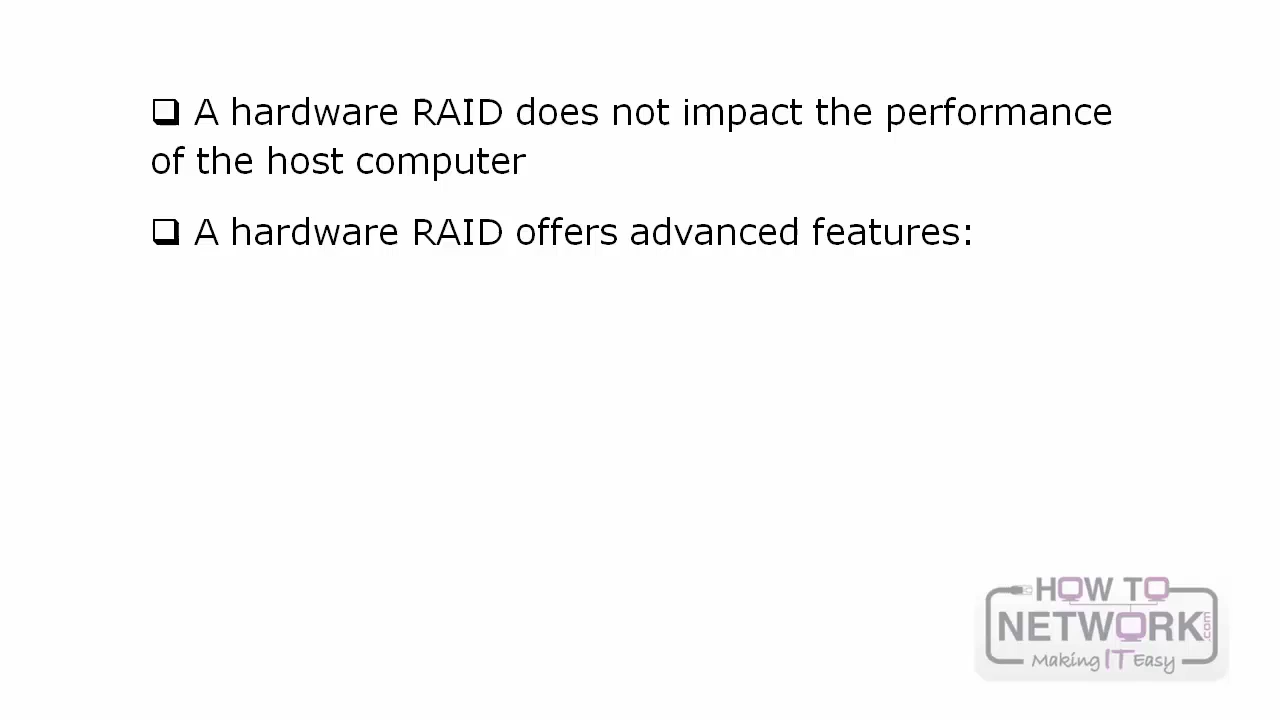 ❑ A hardware RAID does not impact the performance
of the host computer
❑ A hardware RAID offers advanced features:
HOW TO
NETWORK.com
Making IT Easy